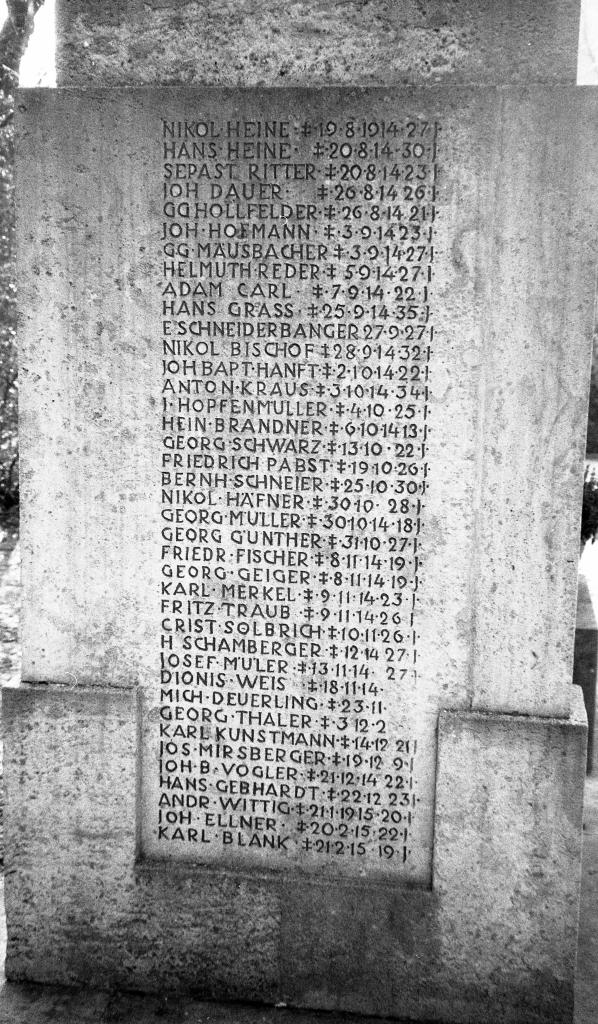 NIKOL·HEINE·‡·19·8·1914·27·J·
HANS·HEINE· ‡·20·8·14·30·J
SEPAST·RITTER·‡·20·8·14·23·J
JOH·DAUER· ‡·26·8·14·26·J
GG·HOLLFELDER·‡·26·8·14·21·J
JOH·HOFMANN·‡·3·9·14·23·J·
GG·MÄUSBACHER·‡·3·9·14·27·J
HELMUTH·REDER·‡·5·9·14·27·J
ADAM·CARL· ‡·7·9·14·22·J
HANS·GRASS·‡·25·9·14·35·J·
E·SCHNEIDERBANGER·27·9·27·J
NIKOL·BISCHOF·‡·28·9·14·32·J
JOH·BAPT·HANFT·‡·2·10·14·22·J
ANTON·KRAUS·‡·3·10·14·34·J
J·HOPFENMÜLLER·‡·4·10·25·J
HEIN·BRANDNER·‡·6·10·14·13·J
GEORG·SCHWARZ·‡·13·10·22·J
FRIEDRICH·PABST·‡·19·10·26·J
BERNH·SCHNEIER·‡·25·10·30·J
NIKOL·HÄFNER·‡·30·10· 28·J
GEORG·MÜLLER·‡·30·10·14·18·J
GEORG·GÜNTHER·‡·31·10·27·J
FRIEDR·FISCHER·‡·8·11·14·19·J
GEORG·GEIGER·‡·8·11·14·19·J
KARL·MERKEL·‡·9·11·14·23·J
FRITZ·TRAUB·‡·9·11·14·26·J
CRIST·SOLBRICH·‡·10·11·26·J
H·SCHAMBERGER·‡·12·14·27·J
JOSEF·MÜLER·‡·13·11·14· 27·J
DIONIS·WEIS ‡·18·11·14·
MICH·DEUERLING·‡·23·11·
GEORG·THALER·‡·3·12·2
KARL·KUNSTMANN·‡·14·12·21·J
JOS·MIRSBERGER·‡·19·12·9·J
JOH·B·VOGLER·‡·21·12·14·22·J
HANS·GEBHARDT·‡·22·12·23·J
ANDR·WITTIG·‡·21·1·1915·20·J
JOH·ELLNER· ‡·20·2·15·22·J
KARL·BLANK·‡·21·2·15·19·J